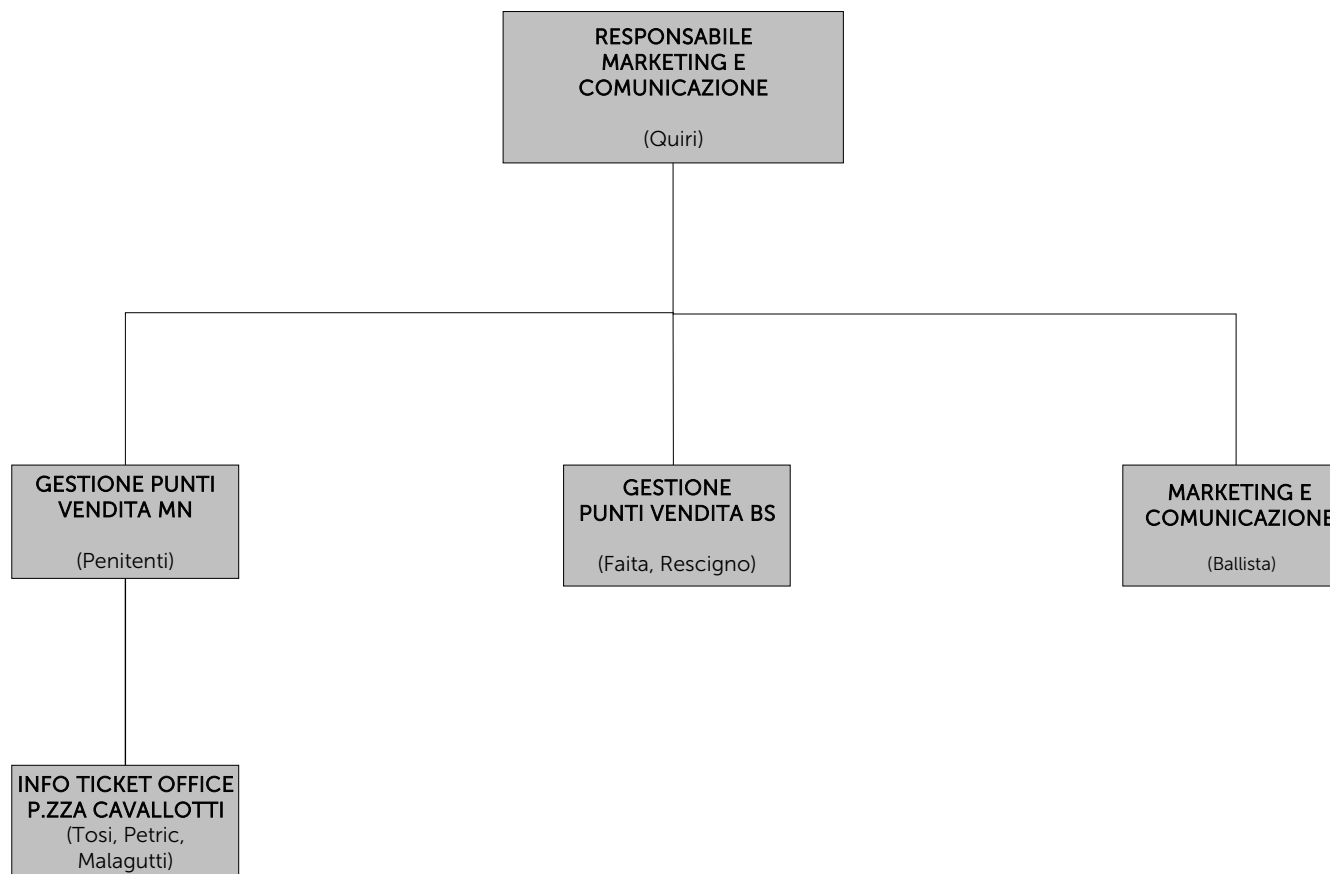 RESPONSABILE
MARKETING E
COMUNICAZIONE
(Quiri)
GESTIONE PUNTI
VENDITA MN
(Penitenti)
GESTIONE
PUNTI VENDITA BS
(Faita, Rescigno)
MARKETING E
COMUNICAZIONE
(Ballista)
INFO TICKET OFFICE
P.ZZA CAVALLOTTI
(Tosi, Petric,
Malagutti)